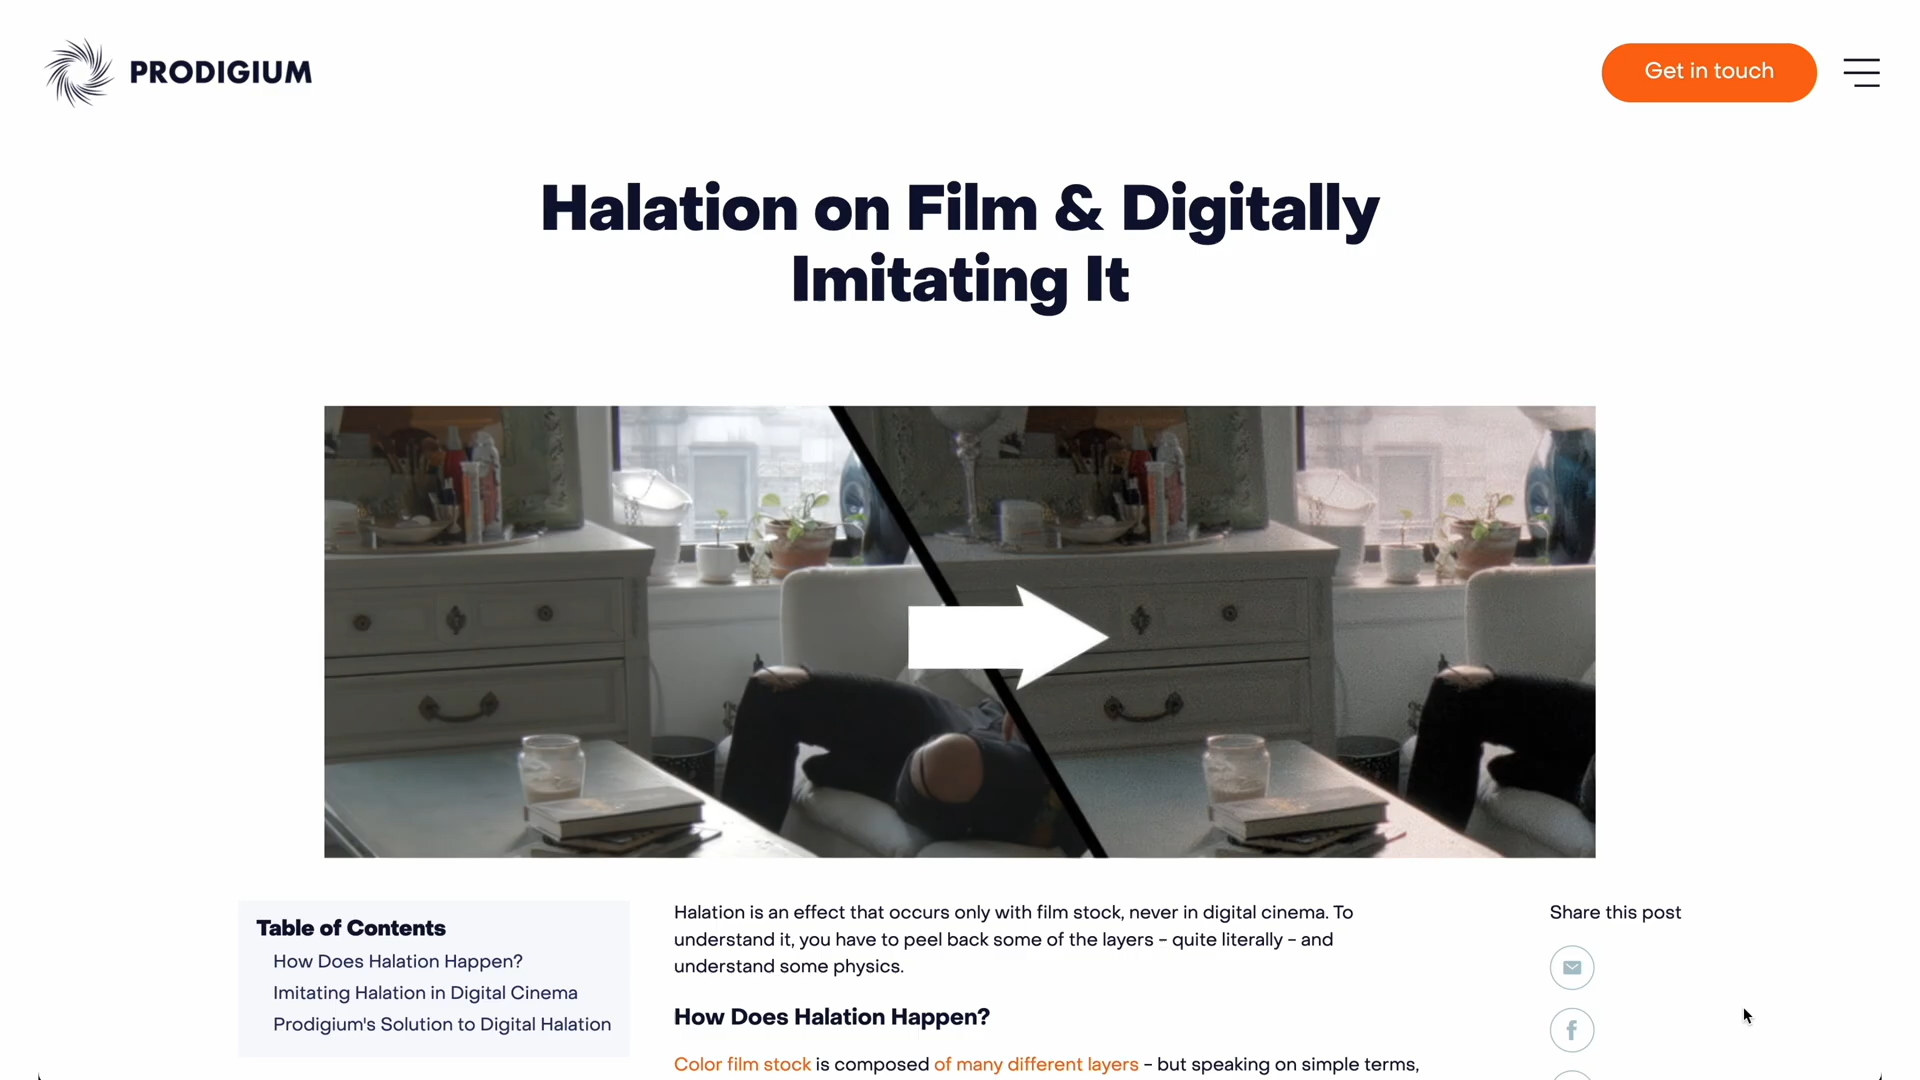 PRODIGIUM
Get in touch
Halation on Film & Digitally
Imitating It
Table of Contents
How Does Halation Happen?
Imitating Halation in Digital Cinema
Prodigium's Solution to Digital Halation
Halation is an effect that occurs only with film stock, never in digital cinema. To
understand it, you have to peel back some of the layers - quite literally - and
understand some physics.
How Does Halation Happen?
Color film stock is composed of many different layers - but speaking on simple terms,
Share this post